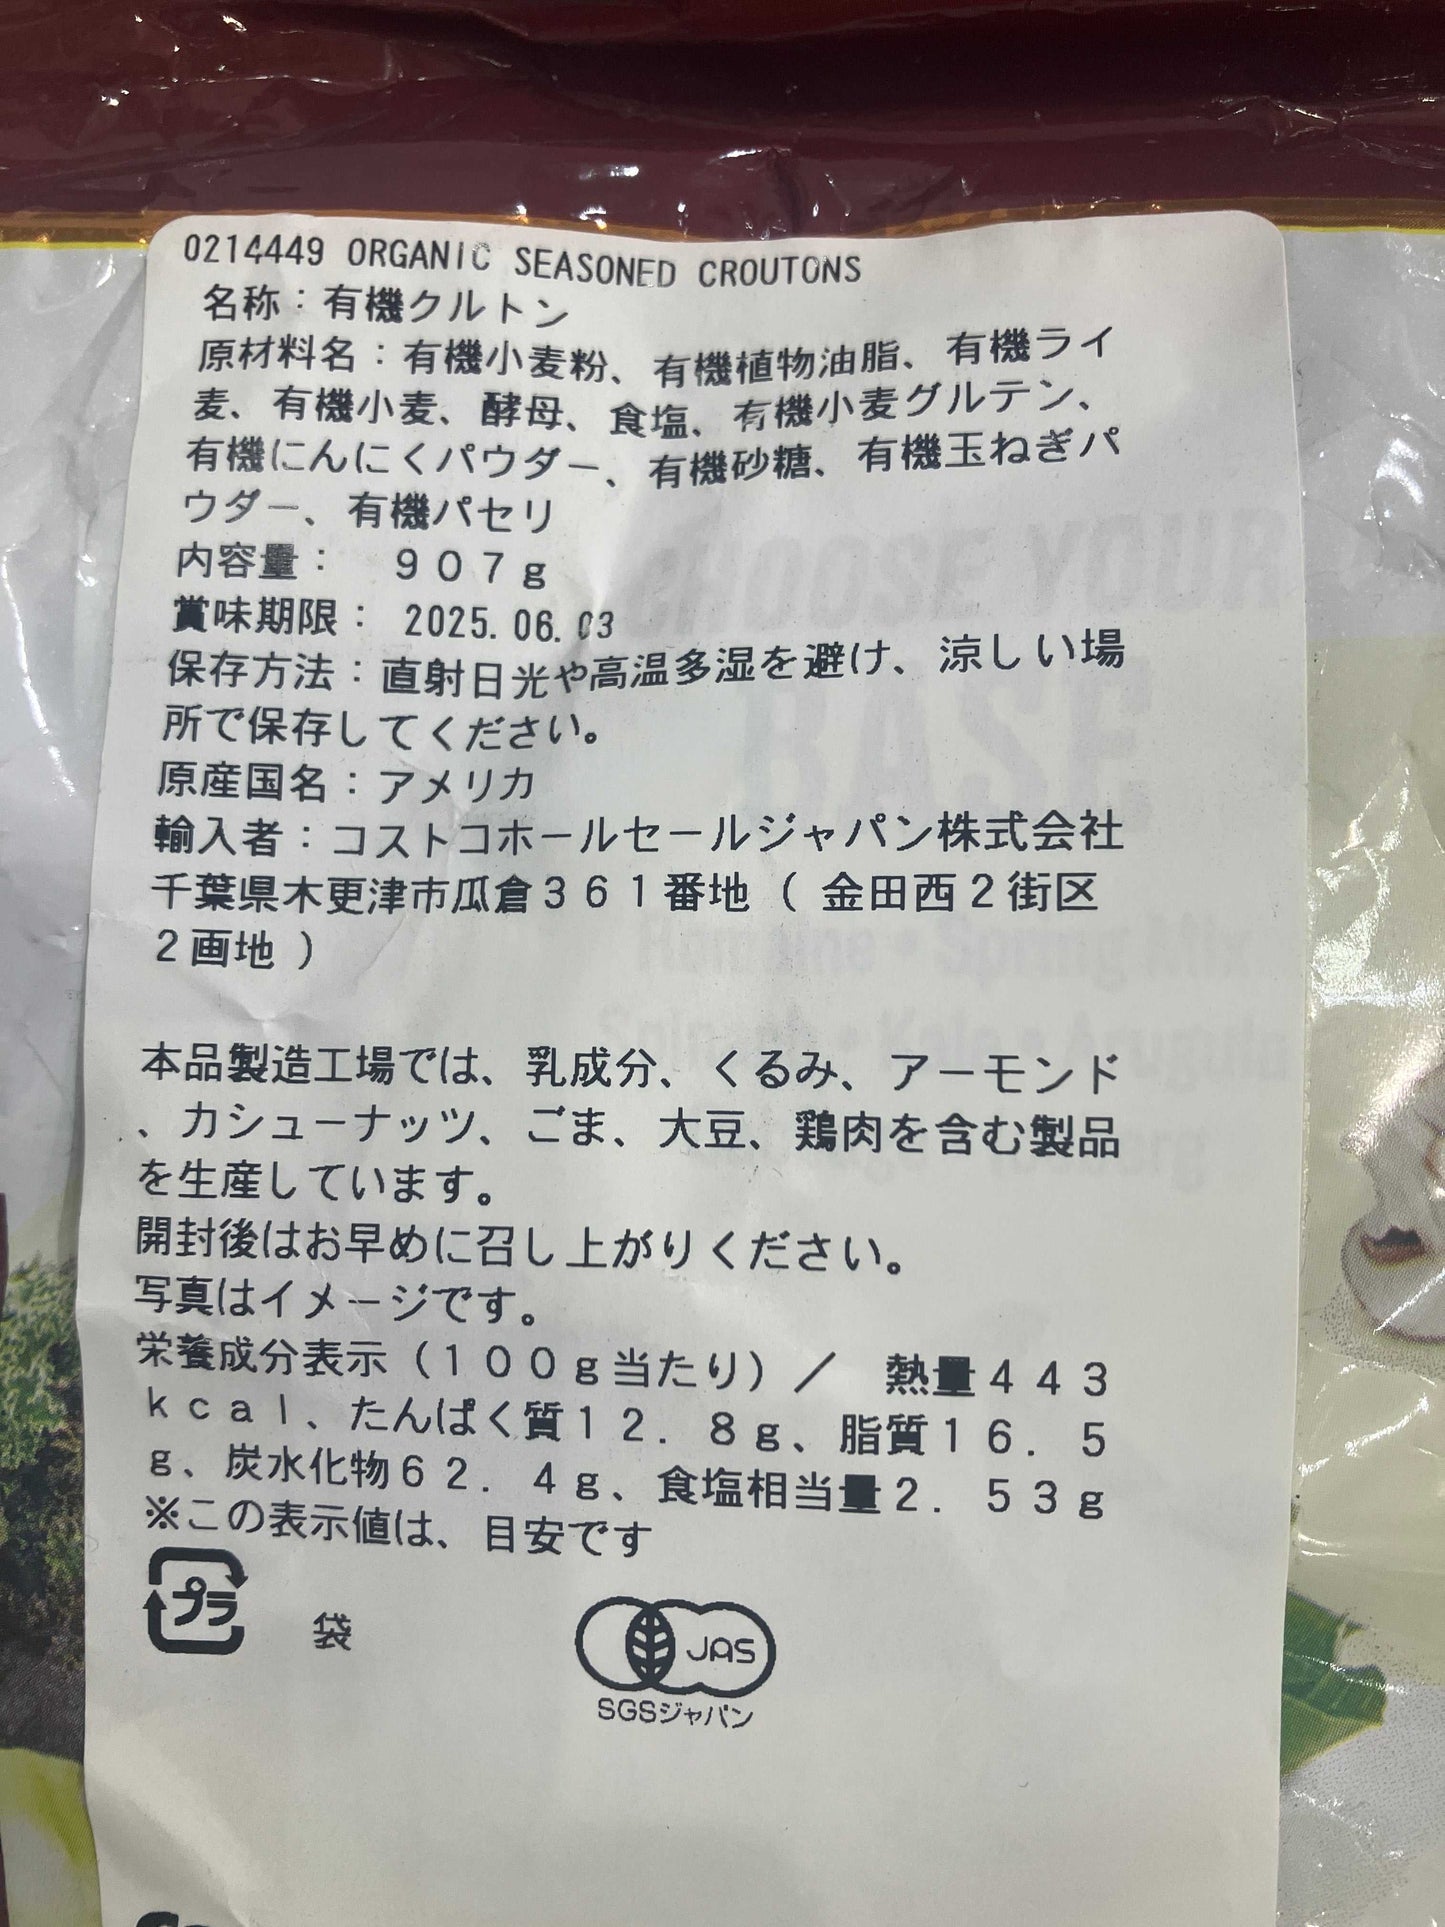 0214449 ORGANIC SEASONED CROUTONS
名称：有機クルトン
原材料名：有機小麦粉、有機植物油脂、有機ライ
麦、有機小麦、酵母、食塩、有機小麦グルテン、
有機にんにくパウダー、有機砂糖、有機玉ねぎパ
ウダー、有機パセリ
内容量： ９０７ｇ
賞味期限： 2025.06.03
保存方法：直射日光や高温多湿を避け、涼しい場
所で保存してください。
原産国名：アメリカ
輸入者：コストコホールセールジャパン株式会社
千葉県木更津市瓜倉３６１番地（金田西２街区
２画地）
本品製造工場では、乳成分、くるみ、アーモンド
、カシューナッツ、ごま、大豆、鶏肉を含む製品
を生産しています。
開封後はお早めに召し上がりください。
写真はイメージです。
栄養成分表示（１００ｇ当たり）／ 熱量４４３
ｋｃａｌ、たんぱく質１２．８ｇ、脂質１６．５
ｇ、炭水化物６２．４ｇ、食塩相当量２．５３ｇ
※この表示値は、目安です
プラ 袋
JAS
SGSジャパン
CHOOSE YOUR
BASE
Romaine • Spring Mix
Spinach • Kale • Arugula